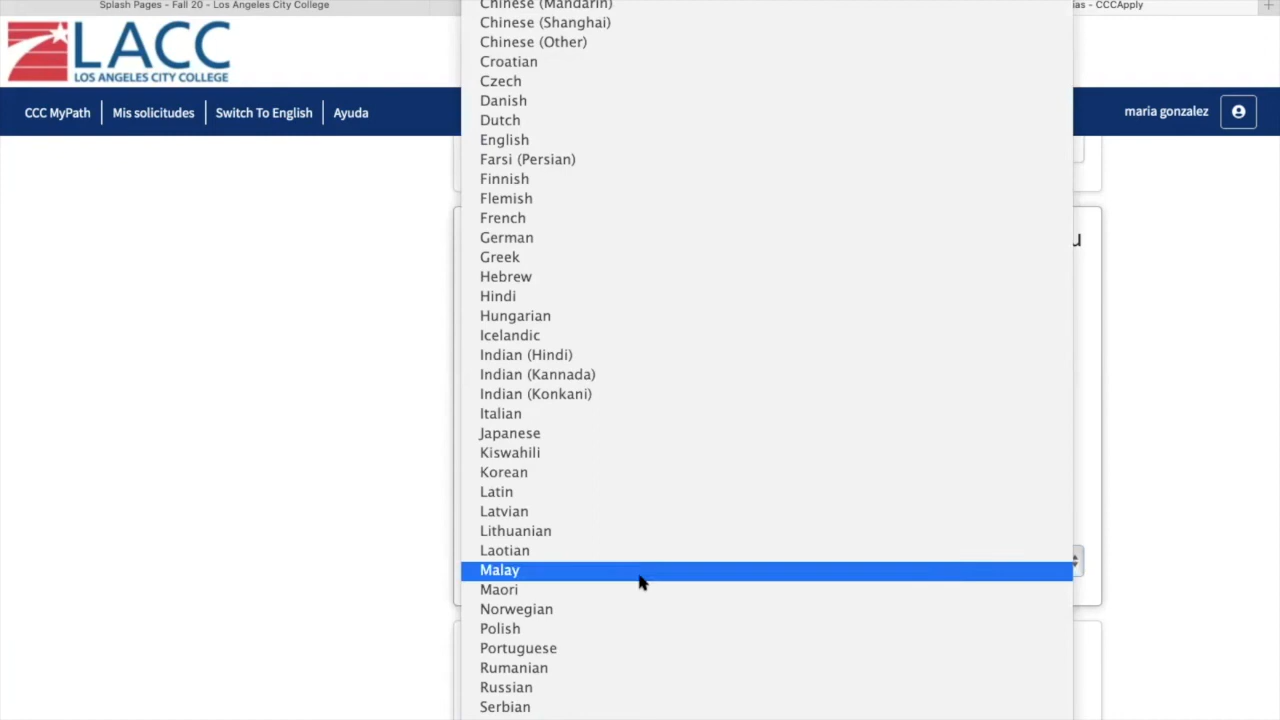 Splash Pages - Fall 20 - Los Angeles City College
ias - CCCApply
LACC
LOS ANGELES CITY COLLEGE
CCC MyPath
Mis solicitudes
Switch To English
Ayuda
maria gonzalez
u
Chinese (Mandarin)
Chinese (Shanghai)
Chinese (Other)
Croatian
Czech
Danish
Dutch
English
Farsi (Persian)
Finnish
Flemish
French
German
Greek
Hebrew
Hindi
Hungarian
Icelandic
Indian (Hindi)
Indian (Kannada)
Indian (Konkani)
Italian
Japanese
Kiswahili
Korean
Latin
Latvian
Lithuanian
Laotian
Malay
Maori
Norwegian
Polish
Portuguese
Rumanian
Russian
Serbian